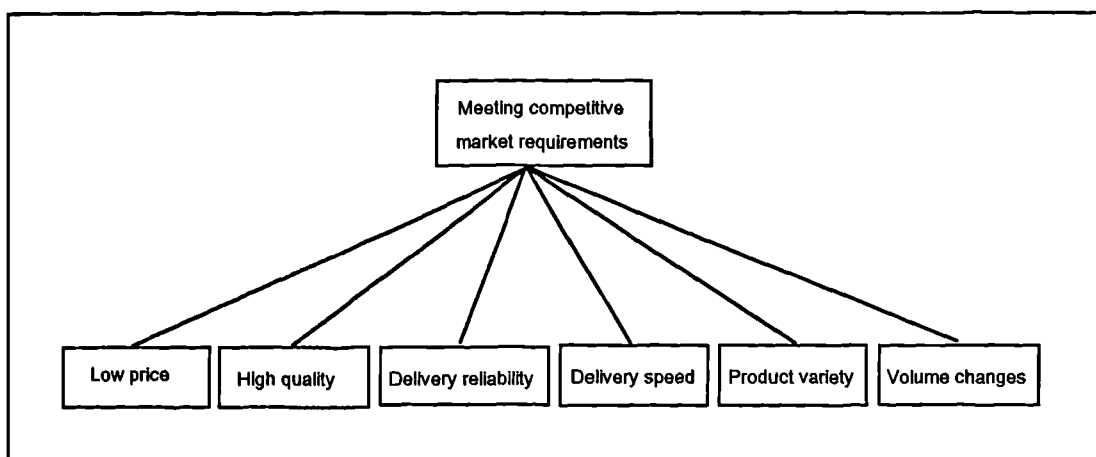 Meeting competitive
market requirements
Low price
High quality
Delivery reliability
Delivery speed
Product variety
Volume changes